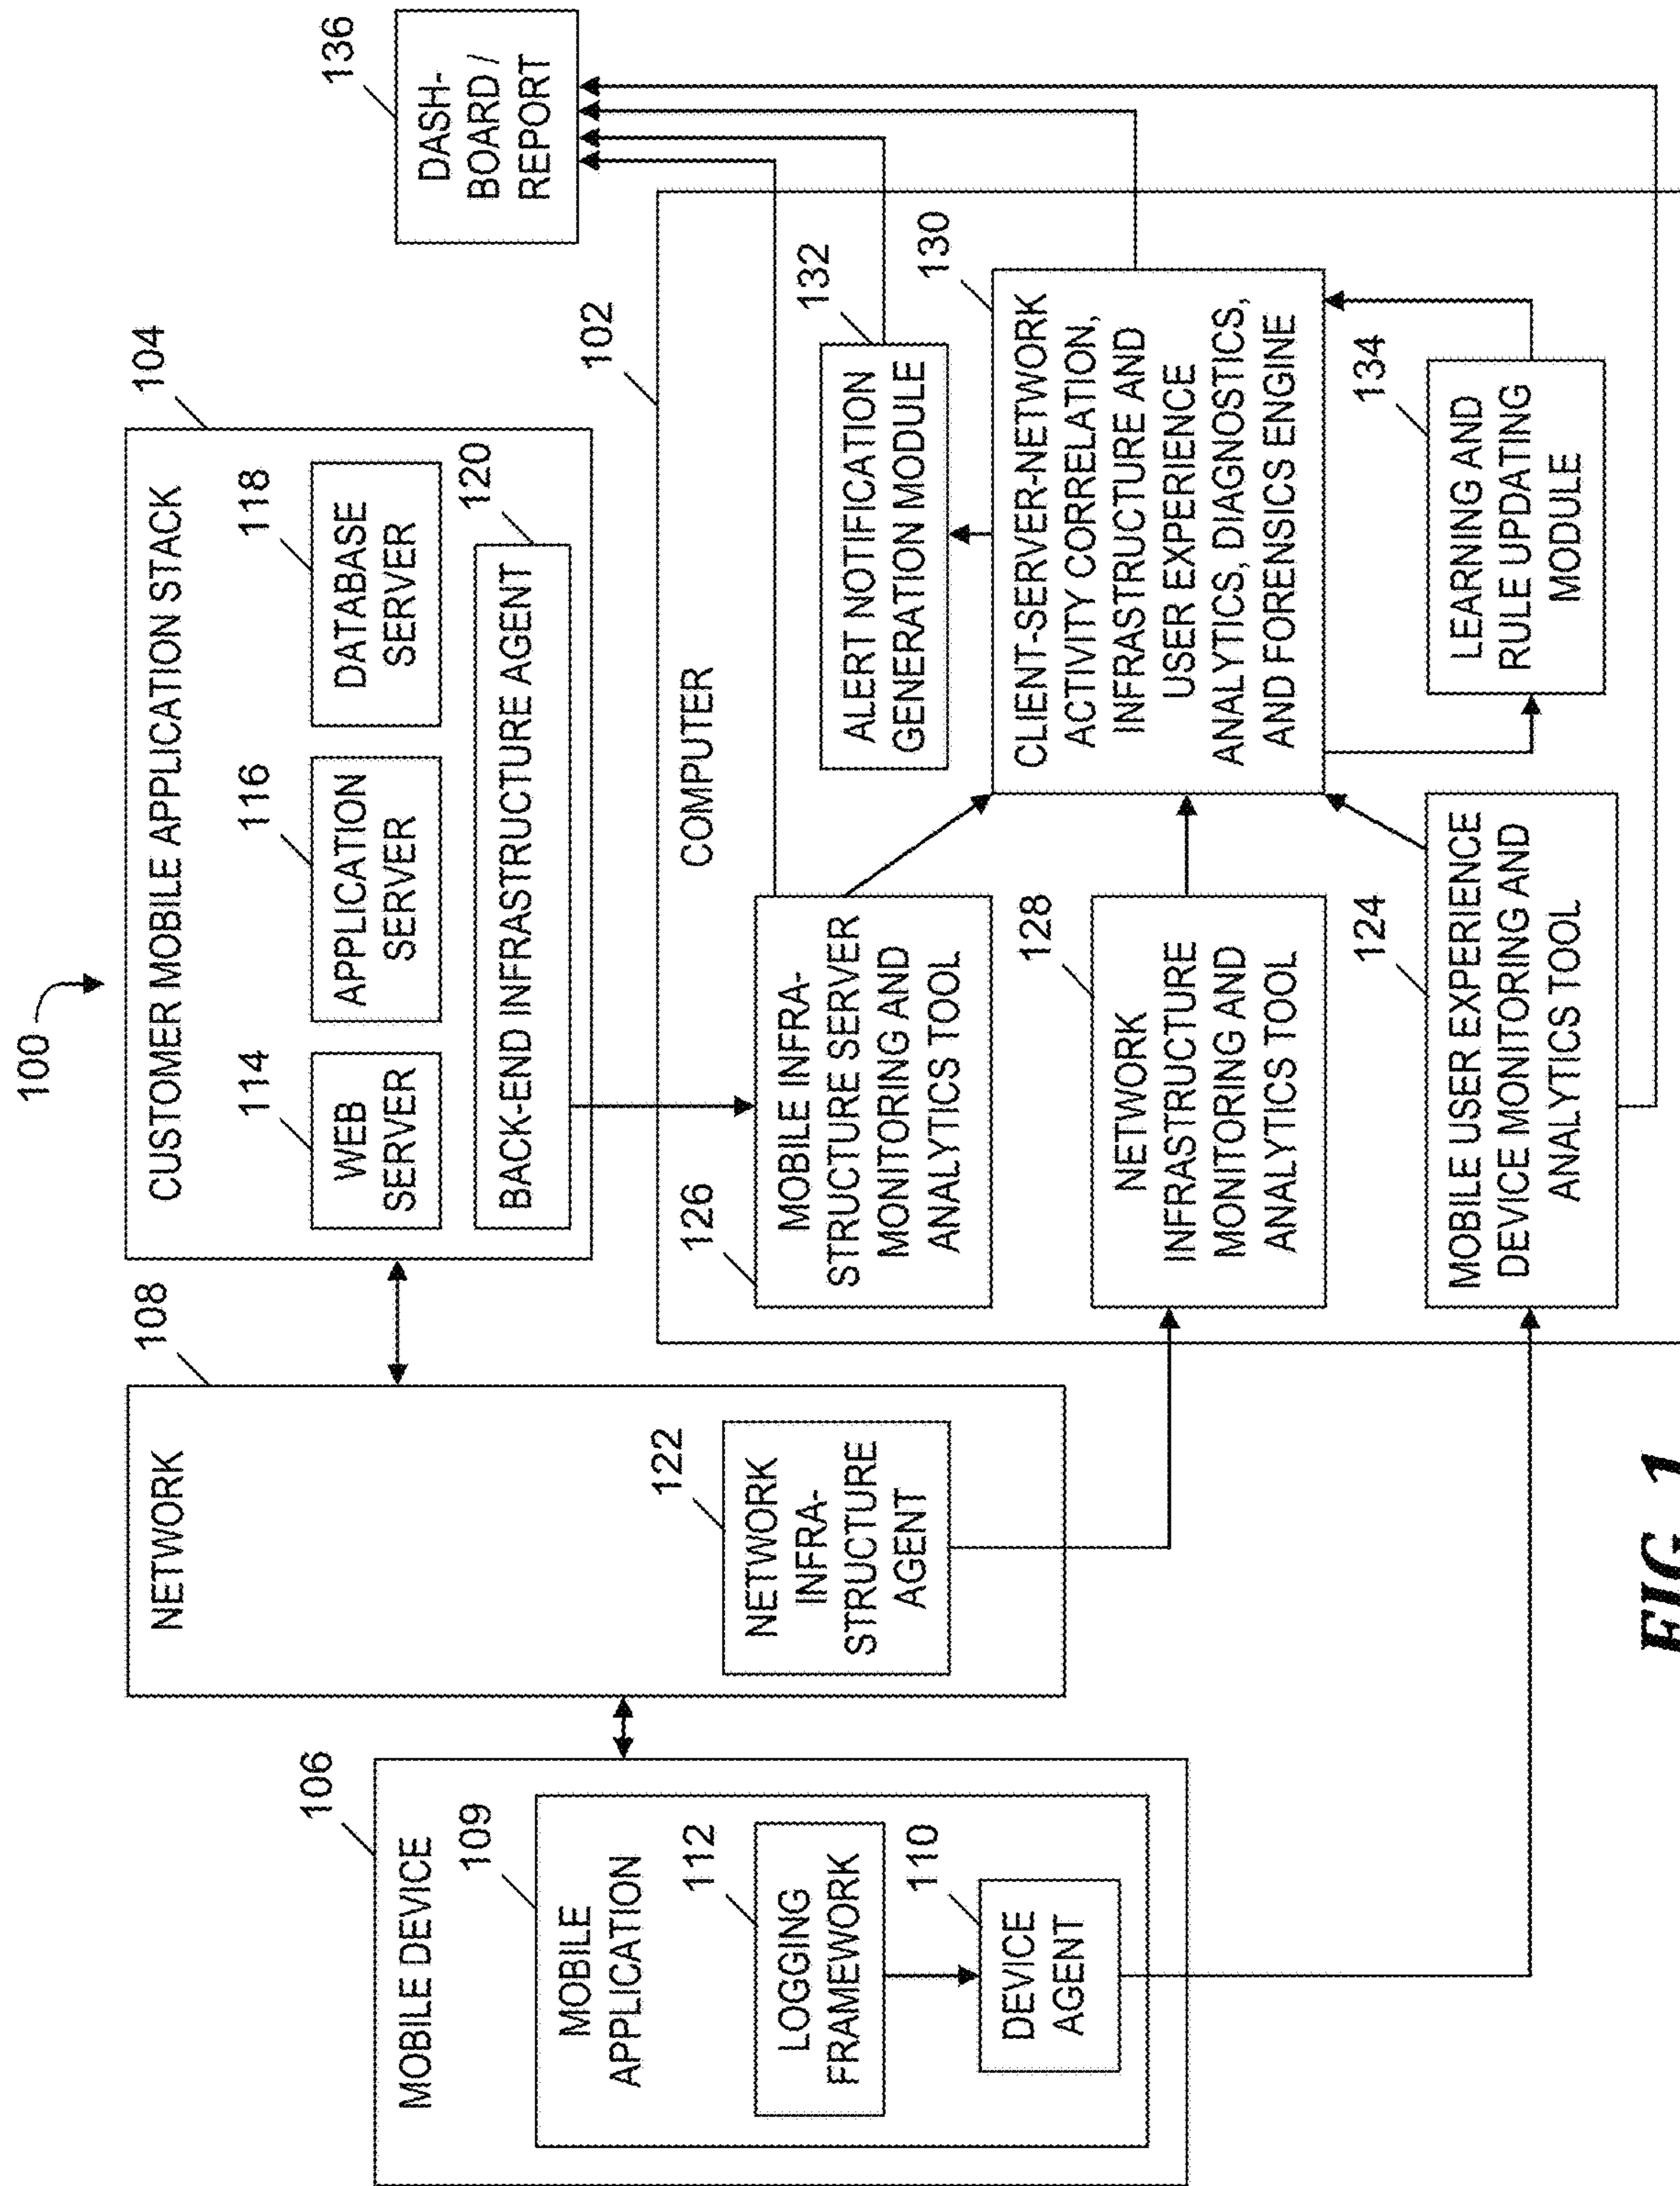 100
CUSTOMER MOBILE APPLICATION STACK
104
114
WEB
SERVER
116
APPLICATION
SERVER
118
DATABASE
SERVER
120
BACK-END INFRASTRUCTURE AGENT
NETWORK
108
122
NETWORK
INFRA-
STRUCTURE
AGENT
MOBILE DEVICE
106
109
MOBILE
APPLICATION
112
LOGGING
FRAMEWORK
110
DEVICE
AGENT
COMPUTER
102
126
MOBILE INFRA-
STRUCTURE SERVER
MONITORING AND
ANALYTICS TOOL
128
NETWORK
INFRASTRUCTURE
MONITORING AND
ANALYTICS TOOL
124
MOBILE USER EXPERIENCE
DEVICE MONITORING AND
ANALYTICS TOOL
132
ALERT NOTIFICATION
GENERATION MODULE
130
CLIENT-SERVER-NETWORK
ACTIVITY CORRELATION,
INFRASTRUCTURE AND
USER EXPERIENCE
ANALYTICS, DIAGNOSTICS,
AND FORENSICS ENGINE
134
LEARNING AND
RULE UPDATING
MODULE
136
DASH-
BOARD /
REPORT
FIG. 1